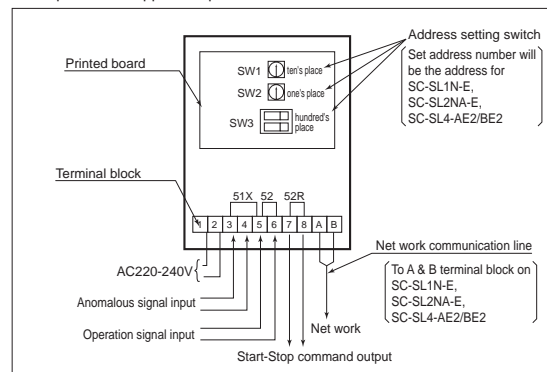 Address setting switch
Set address number will
be the address for
SC-SL1N-E,
SC-SL2NA-E,
SC-SL4-AE2/BE2
Printed board
SW1 ten's place
SW2 one's place
SW3 hundred's
place
Terminal block
51X 52 52R
1 2 3 4 5 6 7 8 A B
Net work communication line
To A & B terminal block on
SC-SL1N-E,
SC-SL2NA-E,
SC-SL4-AE2/BE2
AC220-240V
Anomalous signal input
Operation signal input
Net work
Start-Stop command output